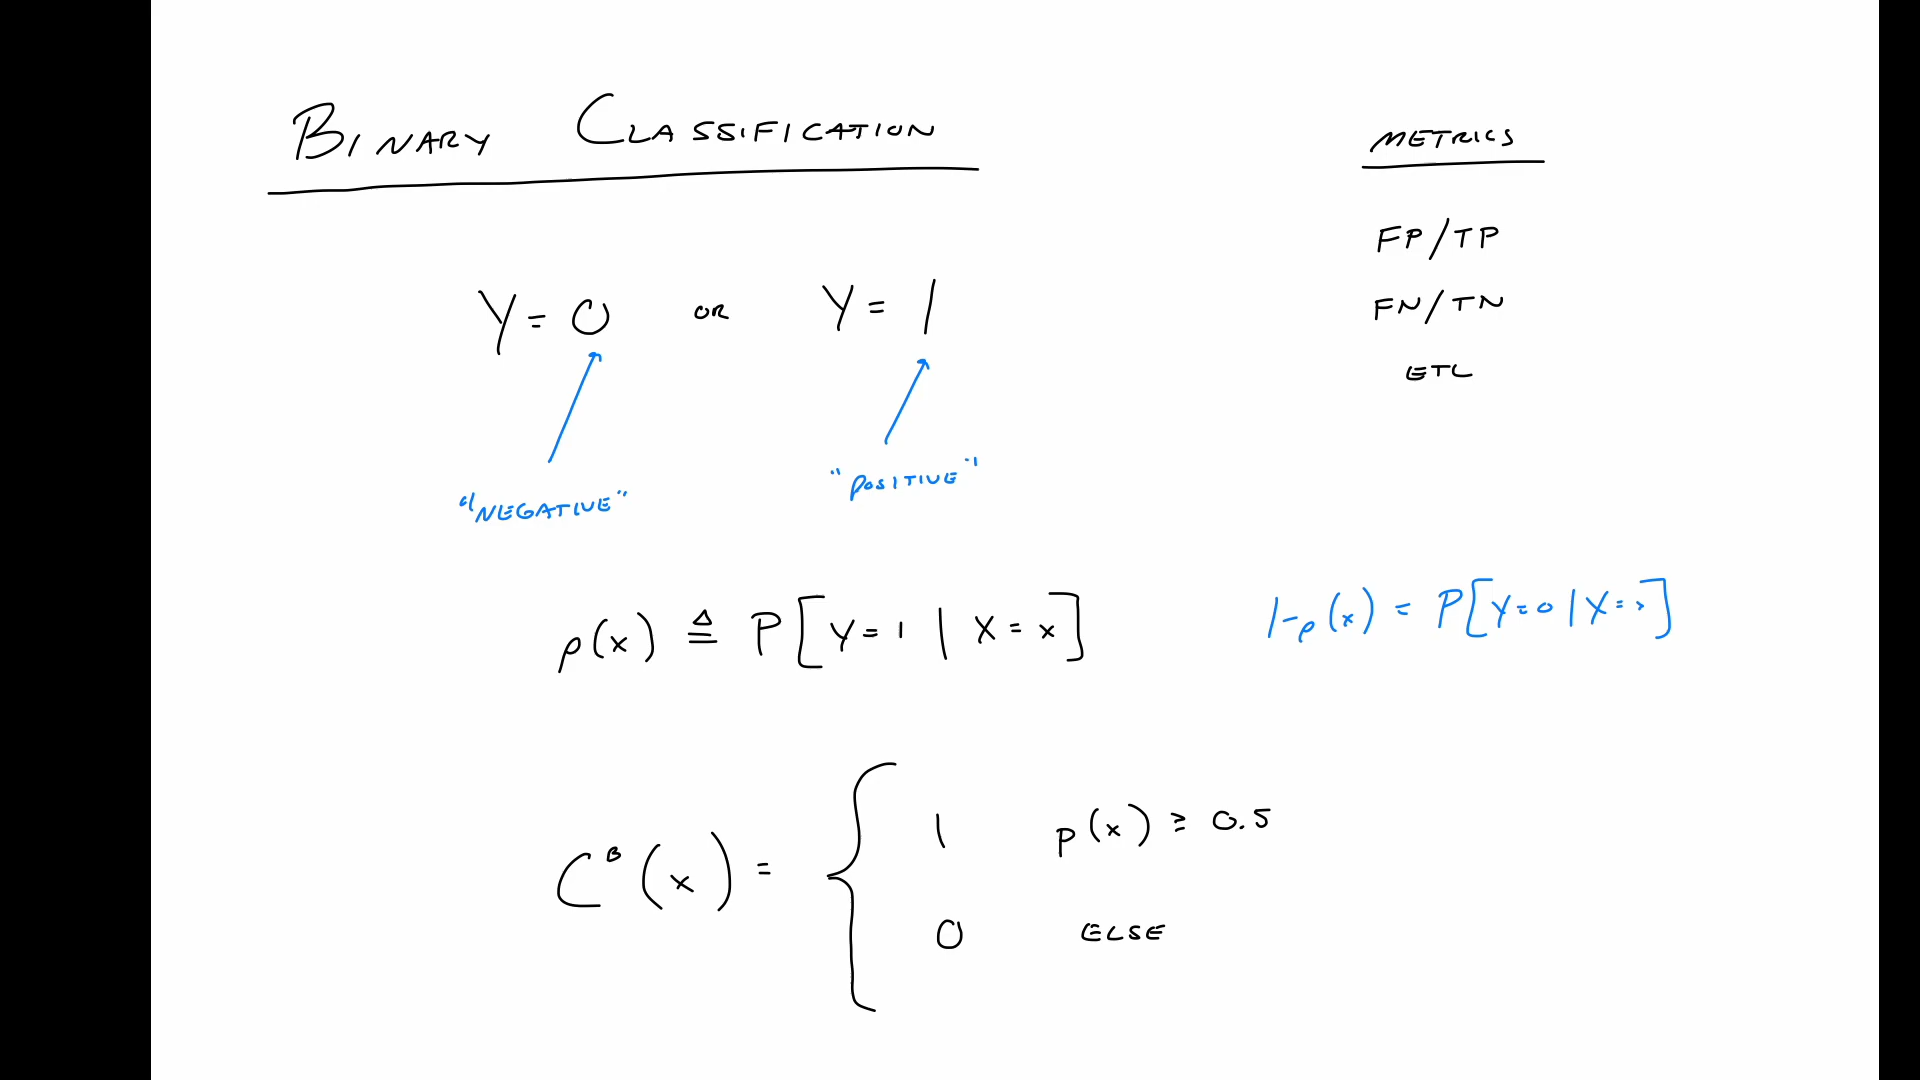 BINARY CLASSIFICATION
METRICS
FP/TP
FN/TN
ETC
Y = 0 OR Y = 1
"NEGATIVE"
"POSITIVE"
p(x) ≜ P[Y = 1 | X = x]
1-p(x) = P[Y=0 | X=x]
C^B(x) = { 1 p(x) ≥ 0.5
0 ELSE